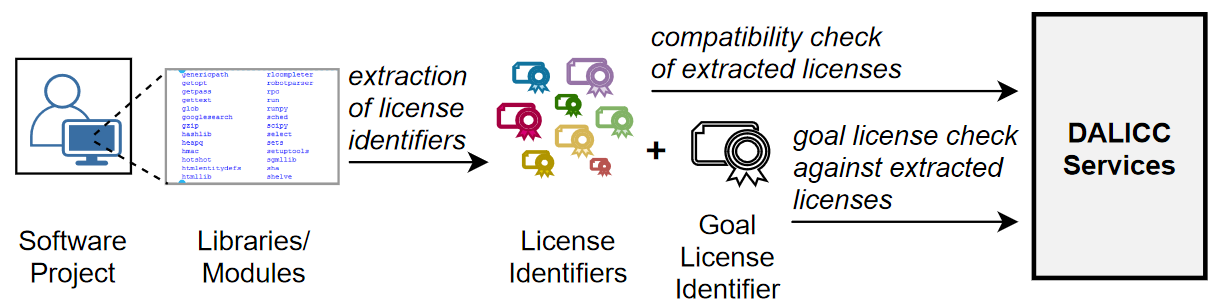 genericpath rlcompleter
getopt robotparser
getpass rpc
gettext run
glob runpy
googlesearch sched
gzip scipy
hashlib select
heapq sets
hmac setuptools
hotshot sgmllib
htmlentitydefs sha
htmllib shelve
Software
Project
Libraries/
Modules
extraction
of license
identifiers
License
Identifiers
+
Goal
License
Identifier
compatibility check
of extracted licenses
goal license check
against extracted
licenses
DALICC
Services